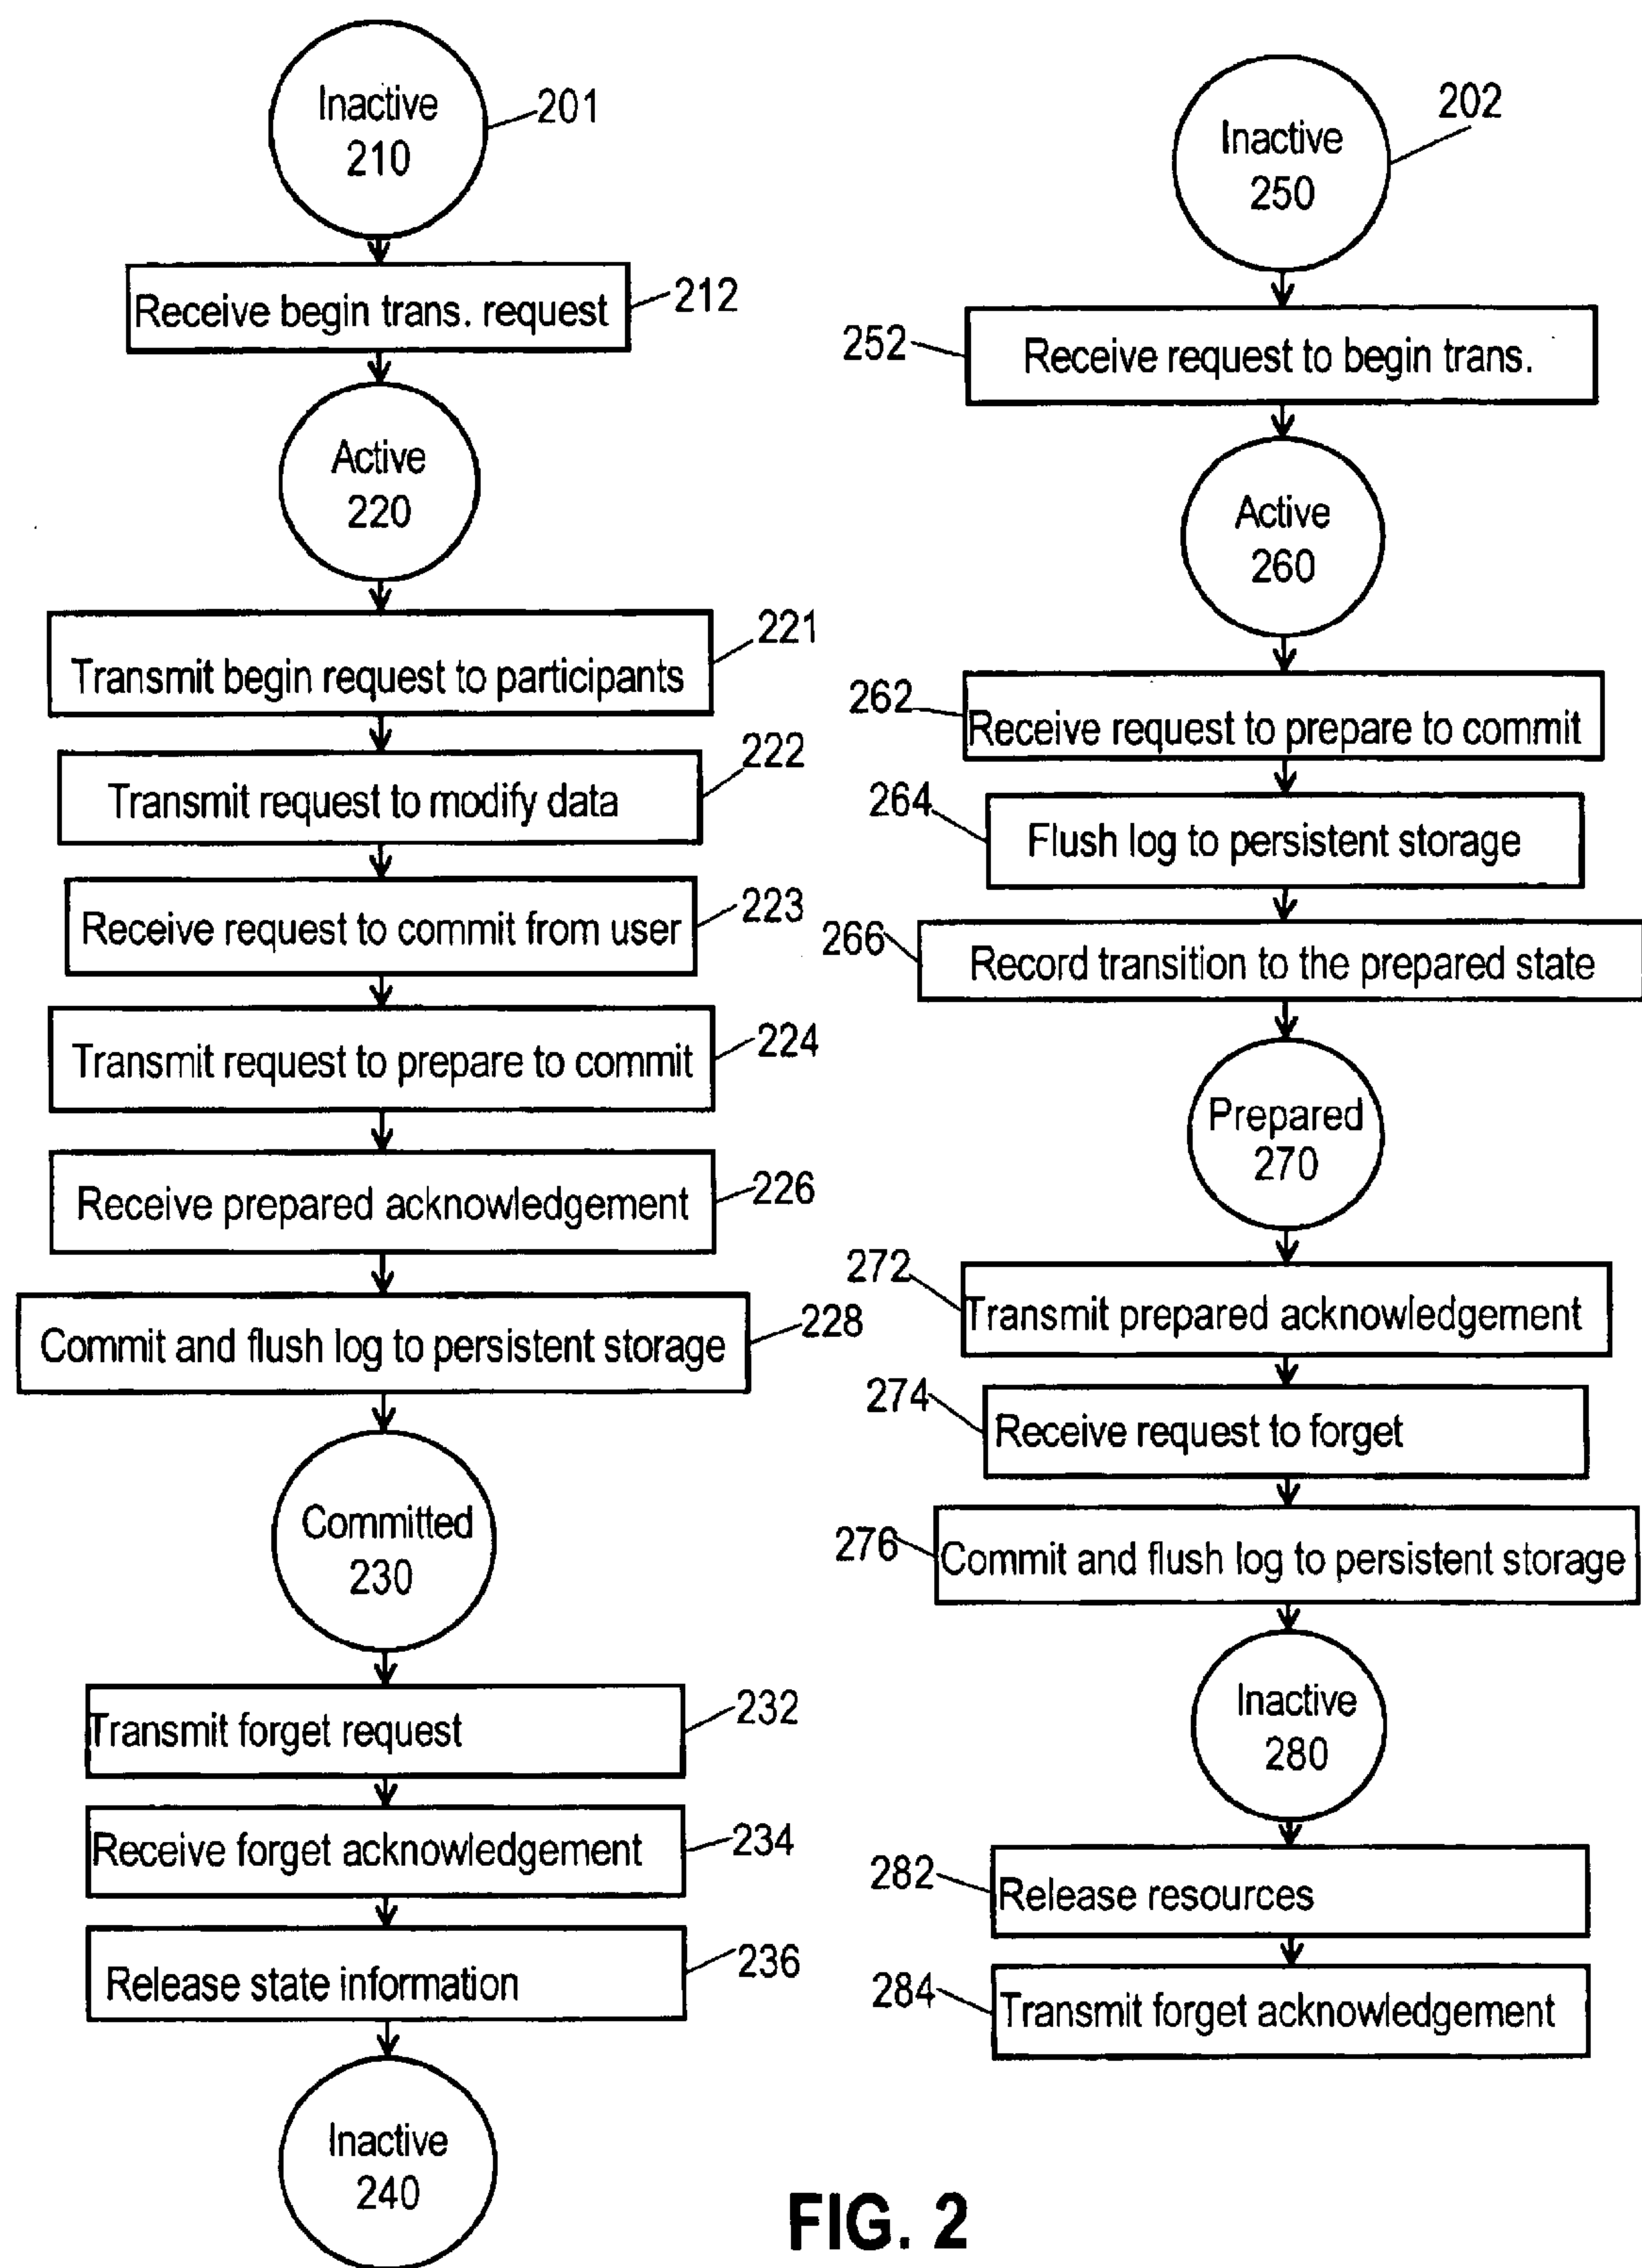 Inactive
210
201
Receive begin trans. request
212
Active
220
Transmit begin request to participants
221
Transmit request to modify data
222
Receive request to commit from user
223
Transmit request to prepare to commit
224
Receive prepared acknowledgement
226
Commit and flush log to persistent storage
228
Committed
230
Transmit forget request
232
Receive forget acknowledgement
234
Release state information
236
Inactive
240
Inactive
250
202
252
Receive request to begin trans.
Active
260
262
Receive request to prepare to commit
264
Flush log to persistent storage
266
Record transition to the prepared state
Prepared
270
272
Transmit prepared acknowledgement
274
Receive request to forget
276
Commit and flush log to persistent storage
Inactive
280
282
Release resources
284
Transmit forget acknowledgement
FIG. 2